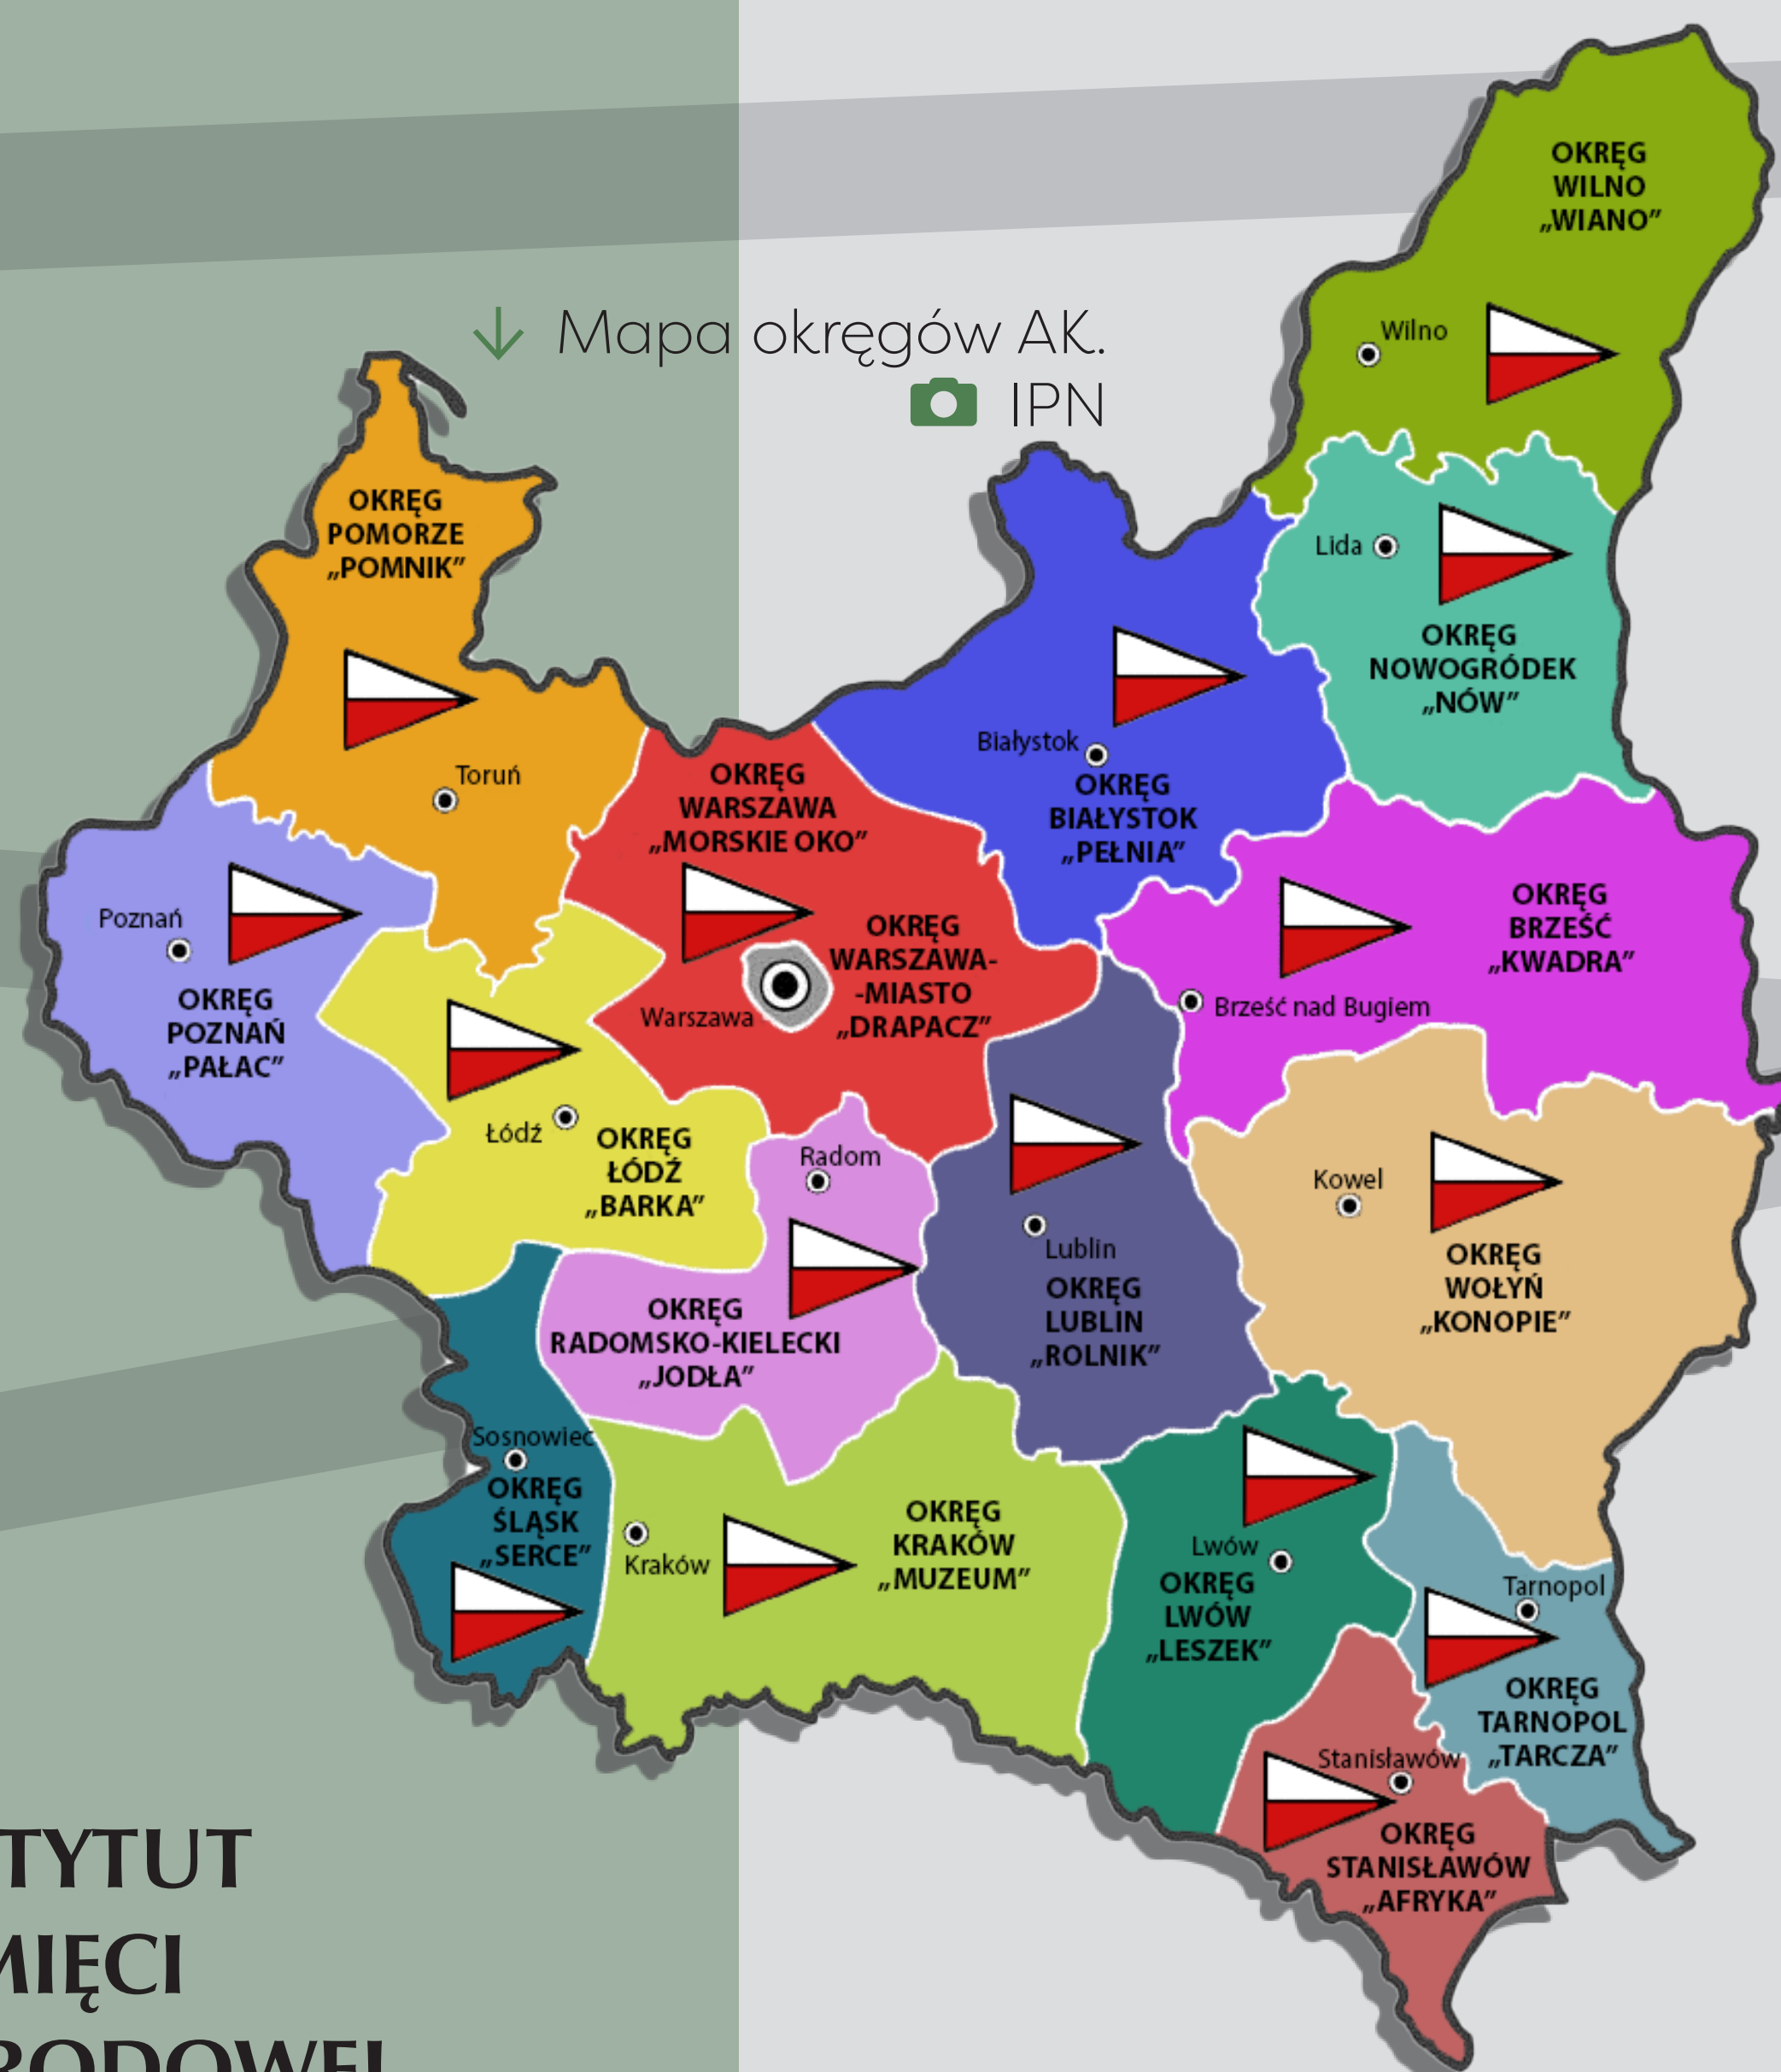 Mapa okręgów AK.
IPN
OKRĘG
WILNO
„WIANO”
Wilno
OKRĘG
POMORZE
„POMNIK”
Toruń
Lida
OKRĘG
NOWOGRÓDEK
„NÓW”
Białystok
OKRĘG
BIAŁYSTOK
„PEŁNIA”
OKRĘG
WARSZAWA
„MORSKIE OKO”
OKRĘG
WARSZAWA-
-MIASTO
„DRAPACZ”
Warszawa
Poznań
OKRĘG
POZNAŃ
„PAŁAC”
OKRĘG
BRZEŚĆ
„KWADRA”
Brześć nad Bugiem
Łódź
OKRĘG
ŁÓDŹ
„BARKA”
Radom
OKRĘG
RADOMSKO-KIELECKI
„JODŁA”
Lublin
OKRĘG
LUBLIN
„ROLNIK”
Kowel
OKRĘG
WOŁYŃ
„KONOPIE”
Sosnowiec
OKRĘG
ŚLĄSK
„SERCE”
Kraków
OKRĘG
KRAKÓW
„MUZEUM”
Lwów
OKRĘG
LWÓW
„LESZEK”
Tarnopol
OKRĘG
TARNOPOL
„TARCZA”
Stanisławów
OKRĘG
STANISŁAWÓW
„AFRYKA”
TYTUT
MIĘCI
RODOWEJ